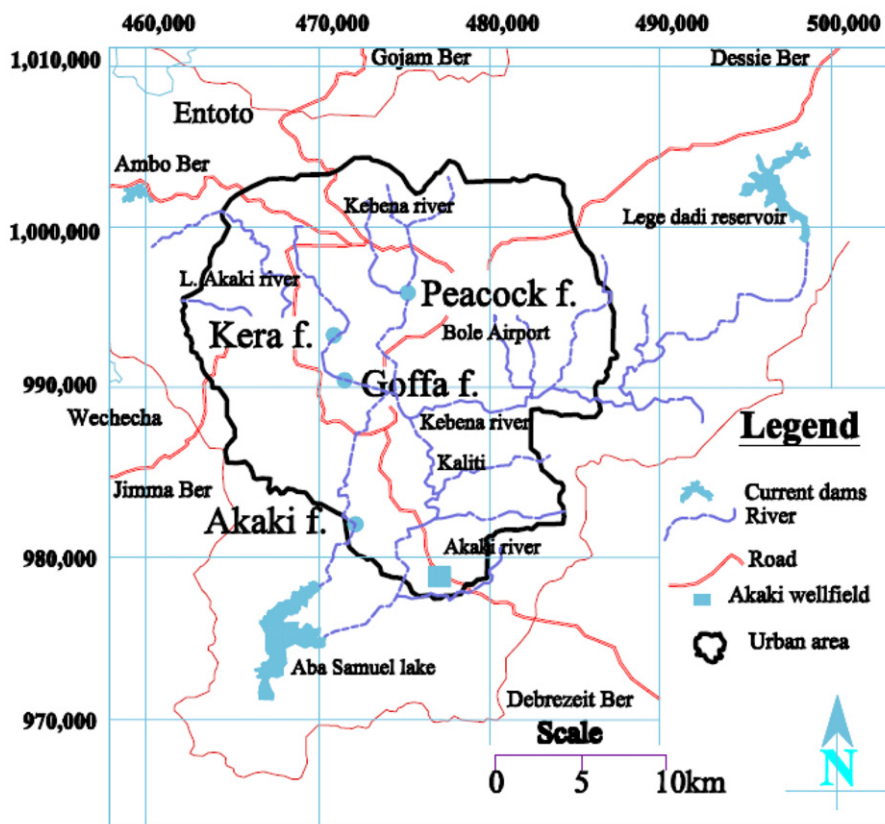 460,000 470,000 480,000 490,000 500,000
1,010,000
Gojam Ber
Dessie Ber
Entoto
Ambo Ber
Kebena river
Lege dadi reservoir
1,000,000
L. Akaki river
Peacock f.
Kera f.
Bole Airport
990,000
Goffa f.
Wechecha
Kebena river
Legend
Kaliti
Jimma Ber
Current dams
River
Akaki f.
Akaki river
980,000
Road
Akaki wellfield
Urban area
Aba Samuel lake
Debrezeit Ber
970,000
Scale
0 5 10km
N